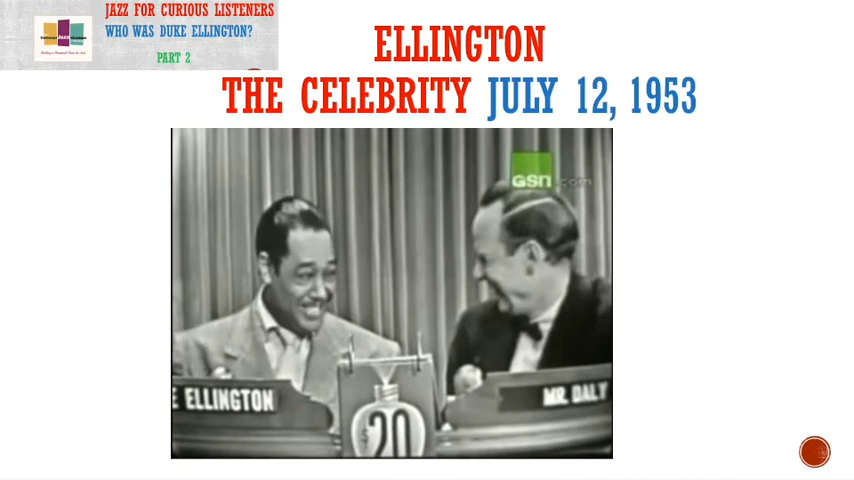 JAZZ FOR CURIOUS LISTENERS
WHO WAS DUKE ELLINGTON?
PART 2
ELLINGTON
THE CELEBRITY JULY 12, 1953
GSN.com
E ELLINGTON
MR. DALY
$20